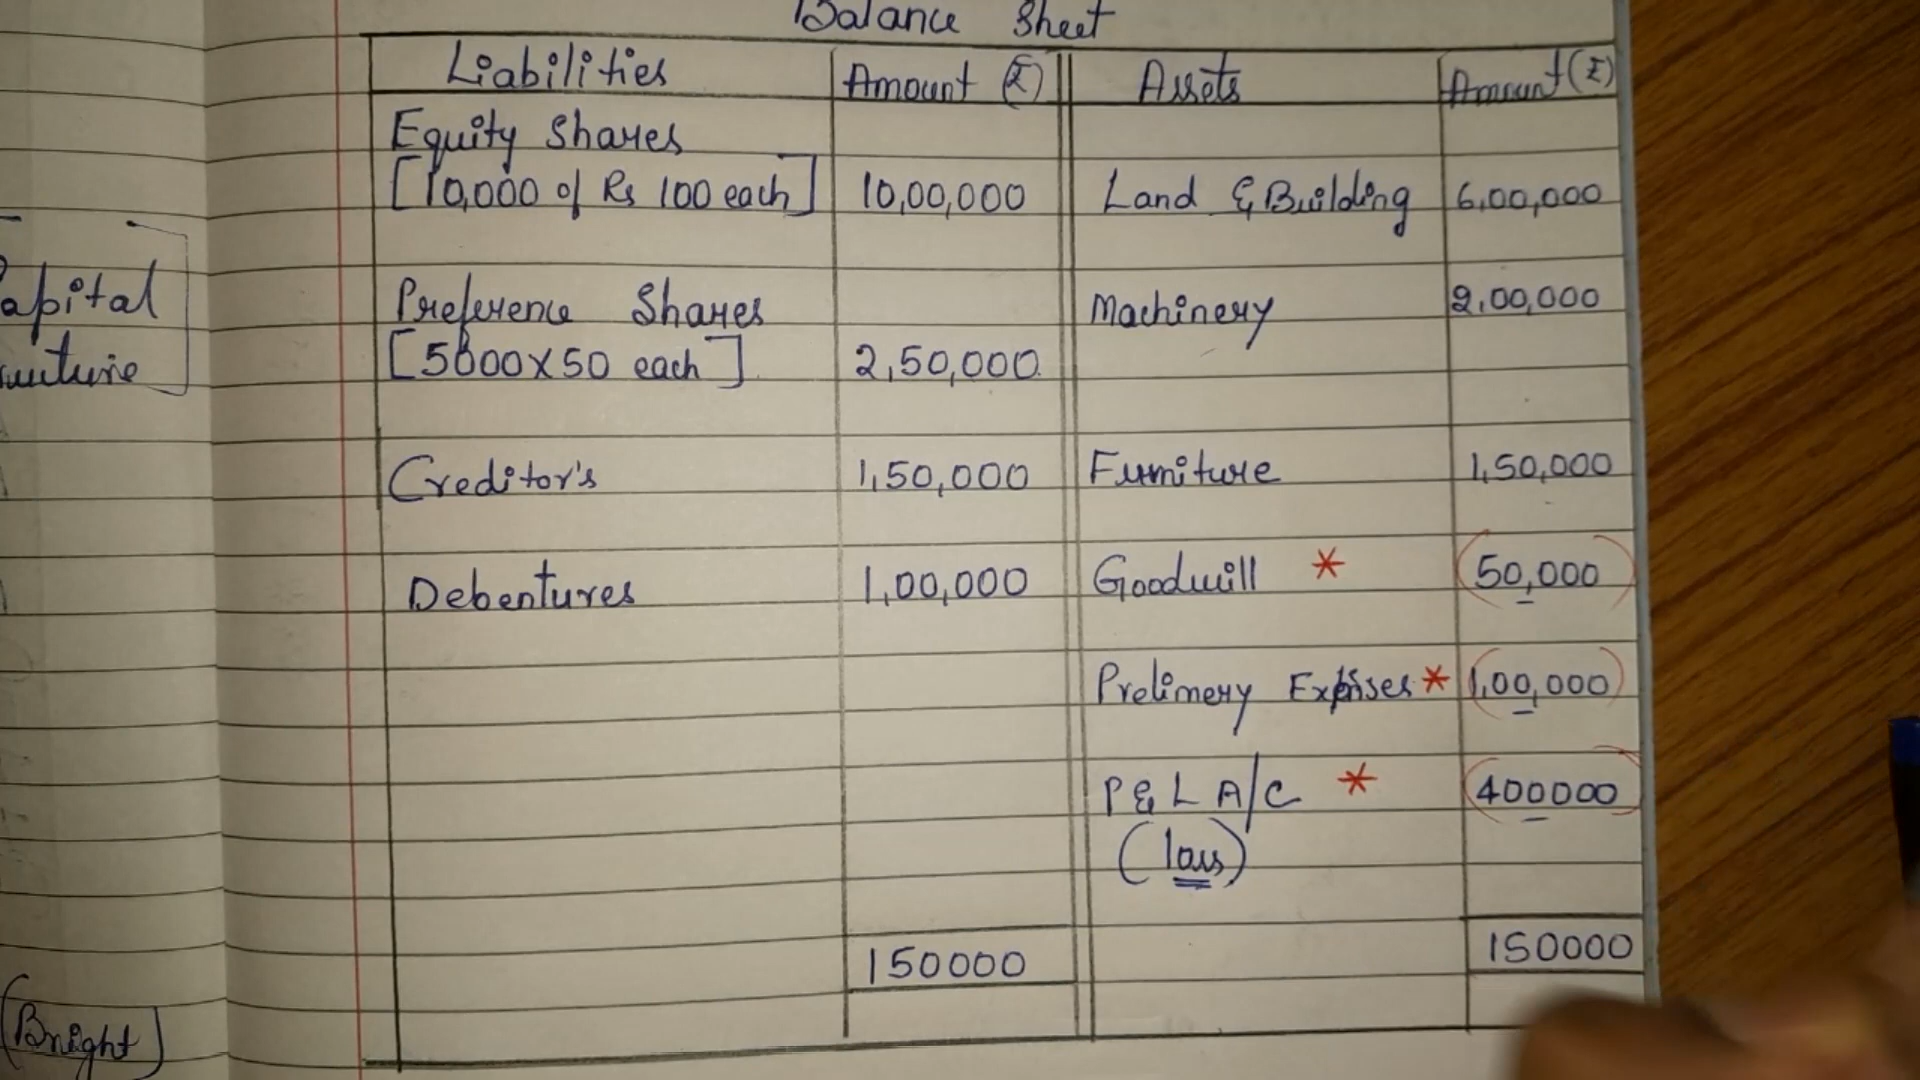 Balance Sheet
Liabilities Amount (₹) Assets Amount (₹)
Equity Shares
[10,000 of Rs 100 each] 10,00,000 Land & Building 6,00,000
Preference Shares Machinery 2,00,000
[5000x50 each] 2,50,000
Creditor's 1,50,000 Furniture 1,50,000
Debentures 1,00,000 Goodwill * (50,000)
Prelimery Expenses * (1,00,000)
P & L A/C * (400000)
(loss)
150000 150000
apital
(Bright)